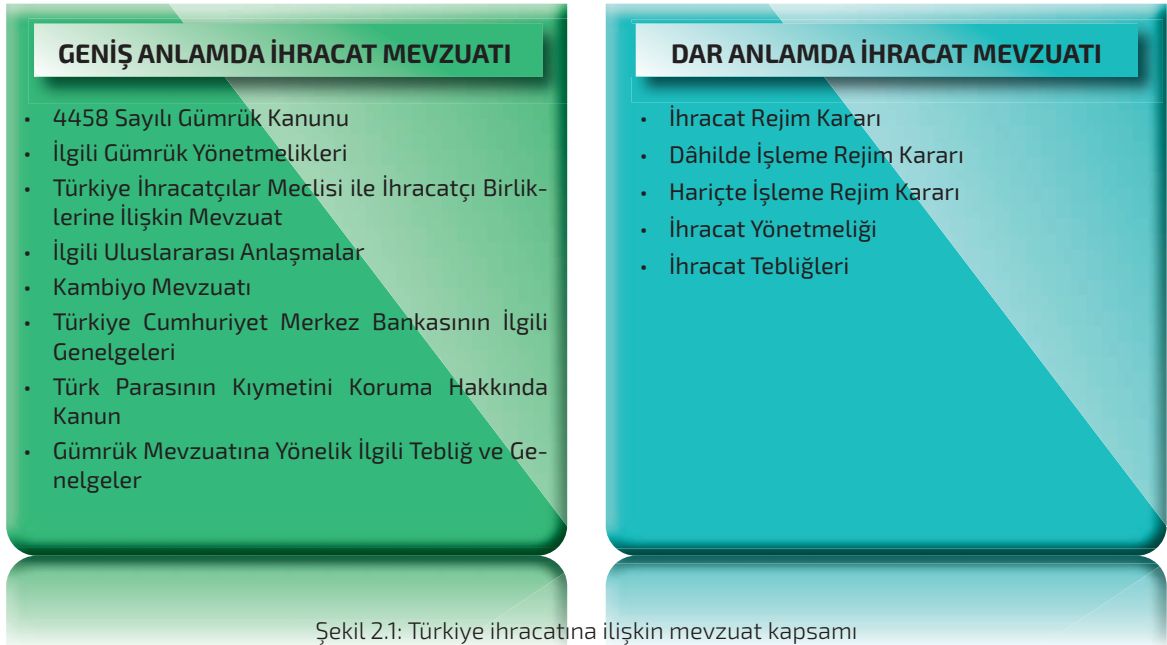 GENİŞ ANLAMDA İHRACAT MEVZUATI
• 4458 Sayılı Gümrük Kanunu
• İlgili Gümrük Yönetmelikleri
• Türkiye İhracatçılar Meclisi ile İhracatçı Birlik-
lerine İlişkin Mevzuat
• İlgili Uluslararası Anlaşmalar
• Kambiyo Mevzuatı
• Türkiye Cumhuriyet Merkez Bankasının İlgili
Genelgeleri
• Türk Parasının Kıymetini Koruma Hakkında
Kanun
• Gümrük Mevzuatına Yönelik İlgili Tebliğ ve Ge-
nelgeler
DAR ANLAMDA İHRACAT MEVZUATI
• İhracat Rejim Kararı
• Dâhilde İşleme Rejim Kararı
• Hariçte İşleme Rejim Kararı
• İhracat Yönetmeliği
• İhracat Tebliğleri
Şekil 2.1: Türkiye ihracatına ilişkin mevzuat kapsamı